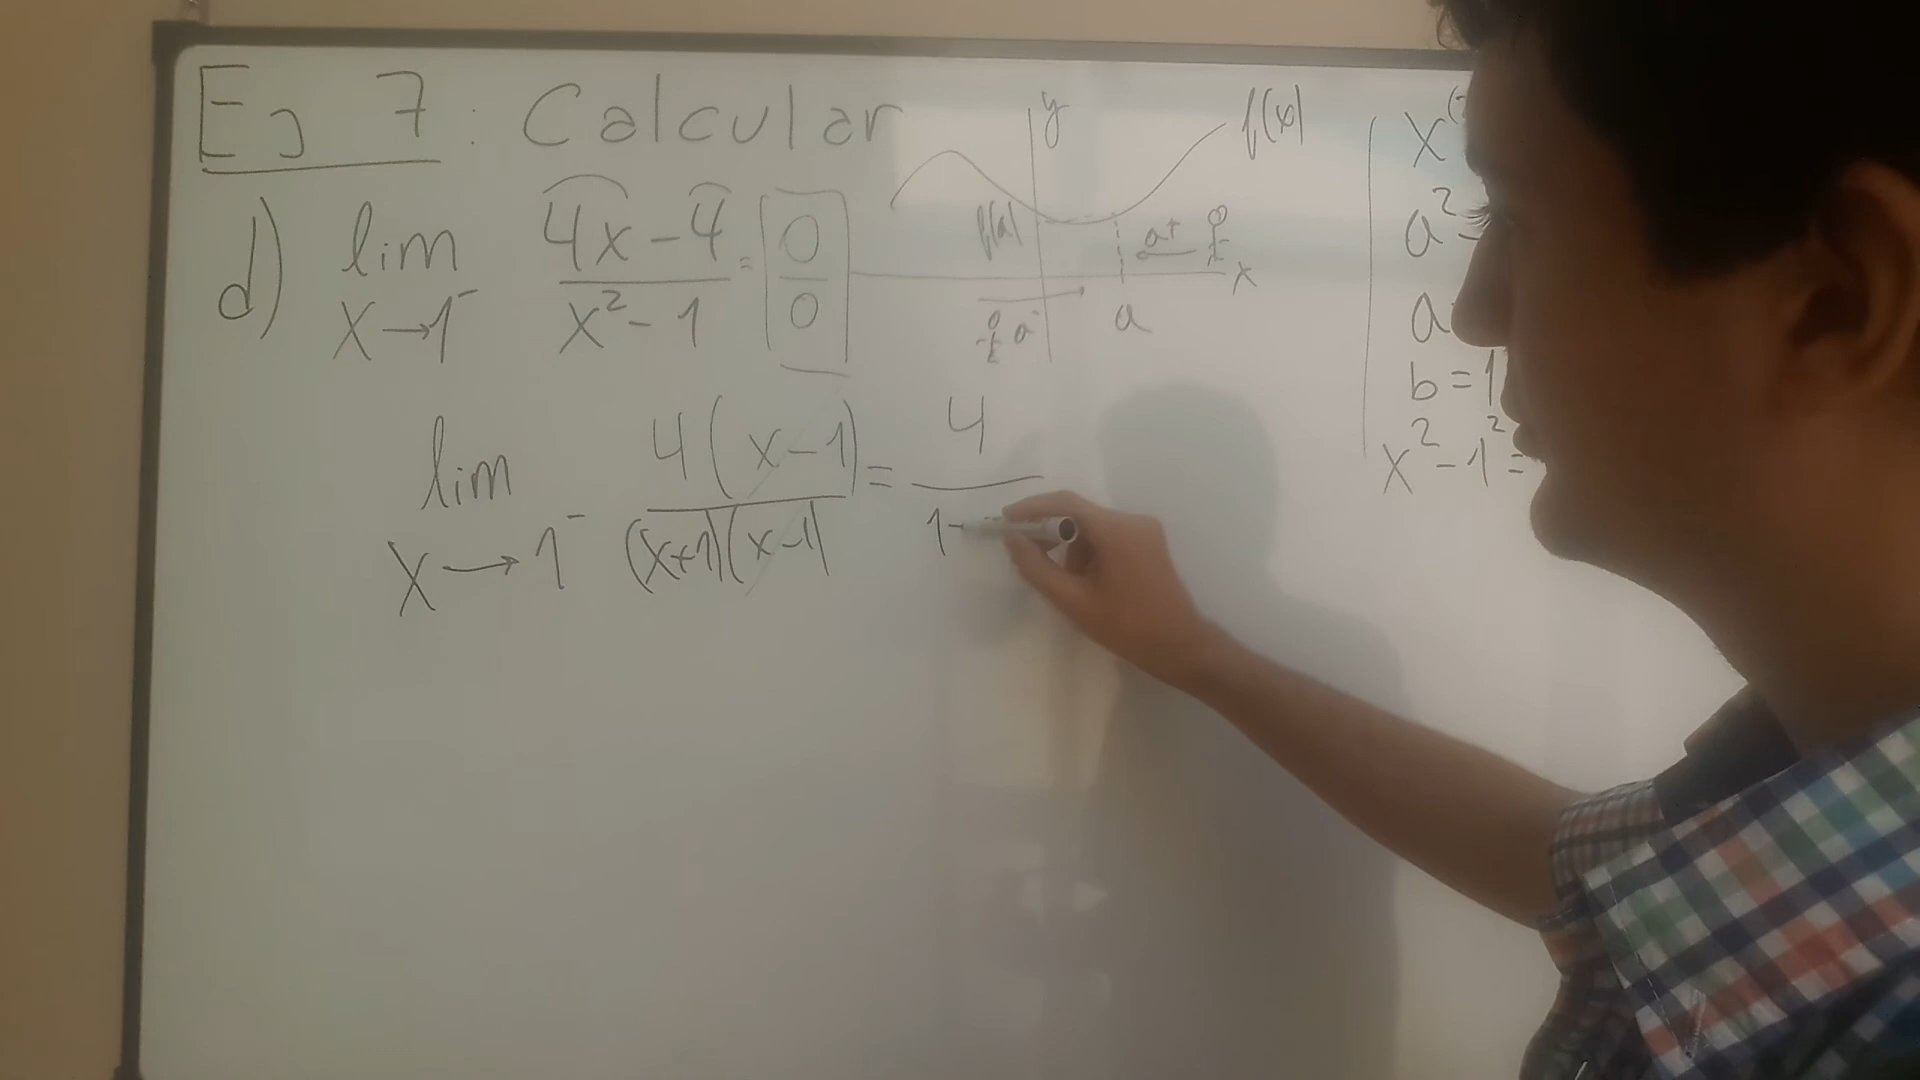 Ej 7: Calcular
d) lim x→1⁻ (4x-4)/(x²-1) = 0/0
y
f(x)
f(a)
a⁺
x
a⁻
a
lim x→1⁻ 4(x-1)/((x+1)(x-1)) = 4/1
x
a²
a
b=1
x²-1²=